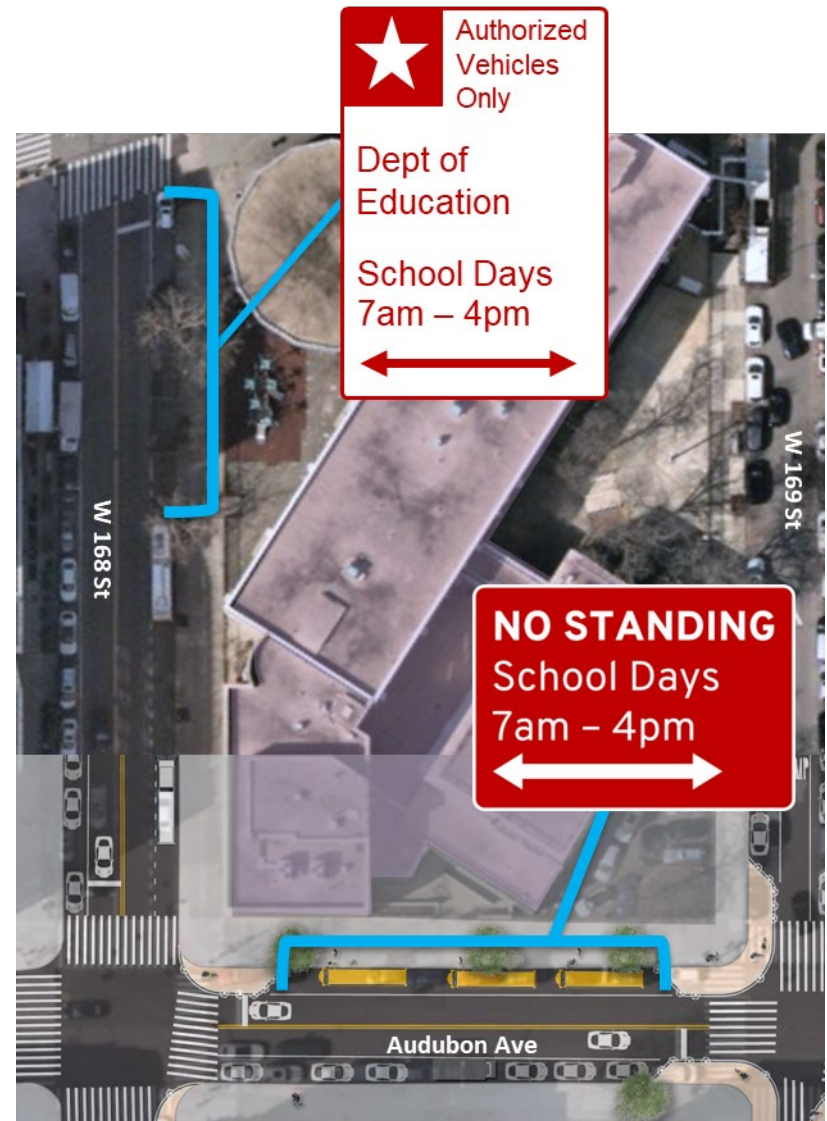 Authorized
Vehicles
Only
Dept of
Education
School Days
7am – 4pm
W 168 St
W 169 St
NO STANDING
School Days
7am – 4pm
Audubon Ave